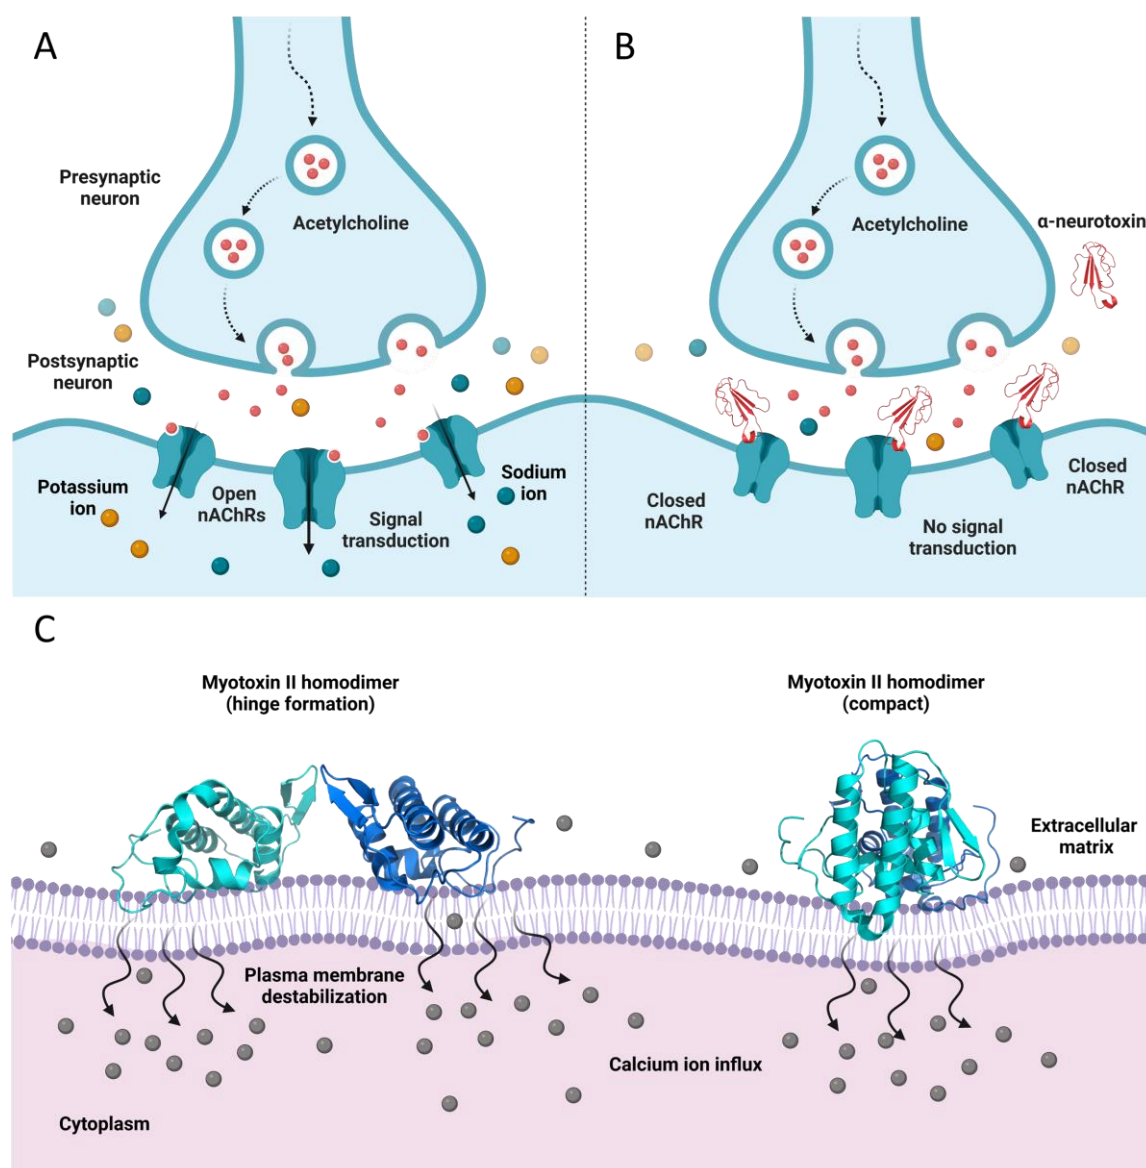 A
B
Presynaptic
neuron
Acetylcholine
Postsynaptic
neuron
Potassium
ion
Open
nAChRs
Signal
transduction
Sodium
ion
Acetylcholine
α-neurotoxin
Closed
nAChR
No signal
transduction
Closed
nAChR
C
Myotoxin II homodimer
(hinge formation)
Myotoxin II homodimer
(compact)
Extracellular
matrix
Plasma membrane
destabilization
Calcium ion influx
Cytoplasm